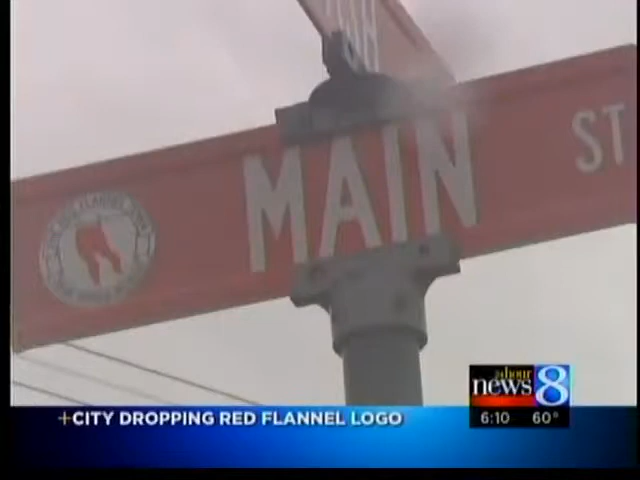 MAIN ST
24 hour
news 8
6:10 60°
+CITY DROPPING RED FLANNEL LOGO